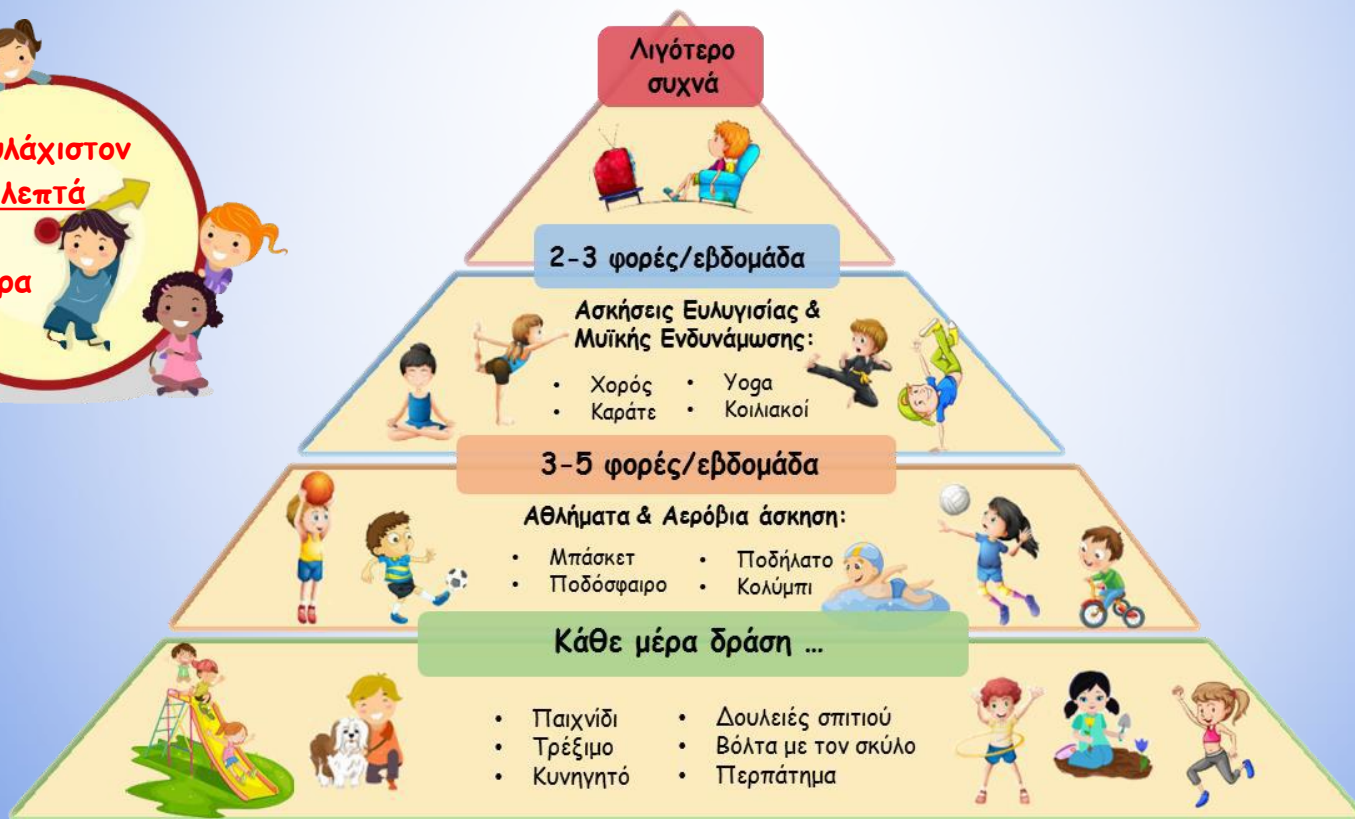 λεπτά
Λιγότερο
συχνά
2-3 φορές/εβδομάδα
Ασκήσεις Ευλυγισίας &
Μυϊκής Ενδυνάμωσης:
• Χορός • Yoga
• Καράτε • Κοιλιακοί
3-5 φορές/εβδομάδα
Αθλήματα & Αερόβια άσκηση:
• Μπάσκετ • Ποδήλατο
• Ποδόσφαιρο • Κολύμπι
Κάθε μέρα δράση ...
• Παιχνίδι • Δουλειές σπιτιού
• Τρέξιμο • Βόλτα με τον σκύλο
• Κυνηγητό • Περπάτημα